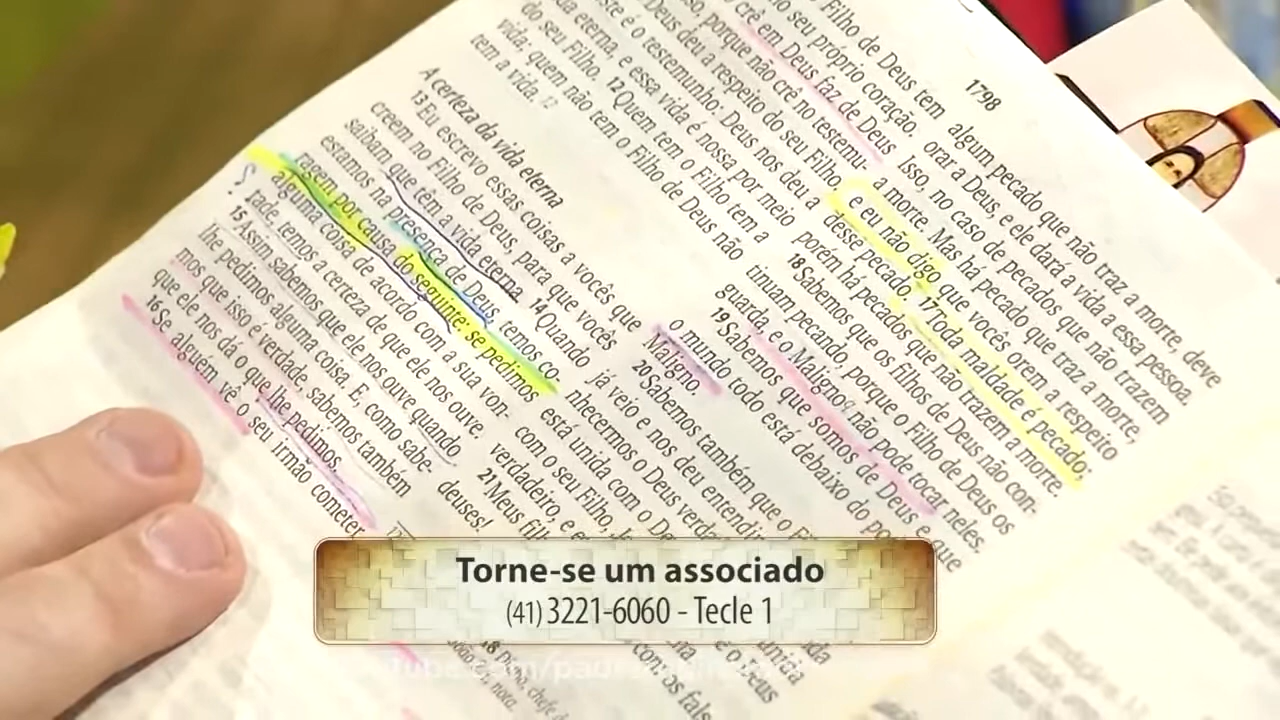 1798
Filho de Deus tem
no seu próprio coração.
crê em Deus faz de Deus
so, porque não crê no testemu-
Deus deu a respeito do seu Filho
ste é o testemunho: Deus nos deu a
da eterna, e essa vida é nossa por meio
do seu Filho. 12 Quem tem o Filho tem a
vida; quem não tem o Filho de Deus não
tem a vida.
A certeza da vida eterna
13 Eu escrevo essas coisas a vocês que
creem no Filho de Deus, para que vocês
saibam que têm a vida eterna. 14 Quando
estamos na presença de Deus, temos co-
ragem por causa do seguinte: se pedimos
alguma coisa de acordo com a sua von-
tade, temos a certeza de que ele nos ouve.
15 Assim sabemos que ele nos ouve quando
lhe pedimos alguma coisa. E, como sabe-
mos que isso é verdade, sabemos também
que ele nos dá o que lhe pedimos.
16 Se alguém vê o seu irmão cometer
algum pecado que não traz a morte, deve
orar a Deus, e ele dará a vida a essa pessoa.
Isso, no caso de pecados que não trazem
a morte. Mas há pecado que traz a morte,
e eu não digo que vocês orem a respeito
desse pecado. 17 Toda maldade é pecado;
porém há pecados que não trazem a morte.
18 Sabemos que os filhos de Deus não con-
tinuam pecando, porque o Filho de Deus os
guarda, e o Maligno não pode tocar neles.
19 Sabemos que somos de Deus e que
o mundo todo está debaixo do po
Maligno.
20 Sabemos também que o Fi
já veio e nos deu entendi
nhecermos o Deus verda
está unida com o De
com o seu Filho, Je
verdadeiro, e e
21 Meus filh
deuses!
Torne-se um associado
(41) 3221-6060 - Tecle 1